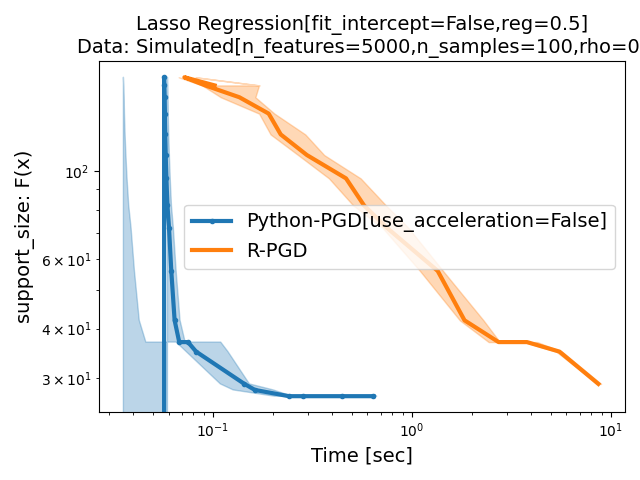 Lasso Regression[fit_intercept=False,reg=0.5]
Data: Simulated[n_features=5000,n_samples=100,rho=0
support_size: F(x)
10²
6 × 10¹
4 × 10¹
3 × 10¹
Python-PGD[use_acceleration=False]
R-PGD
10⁻¹ 10⁰ 10¹
Time [sec]